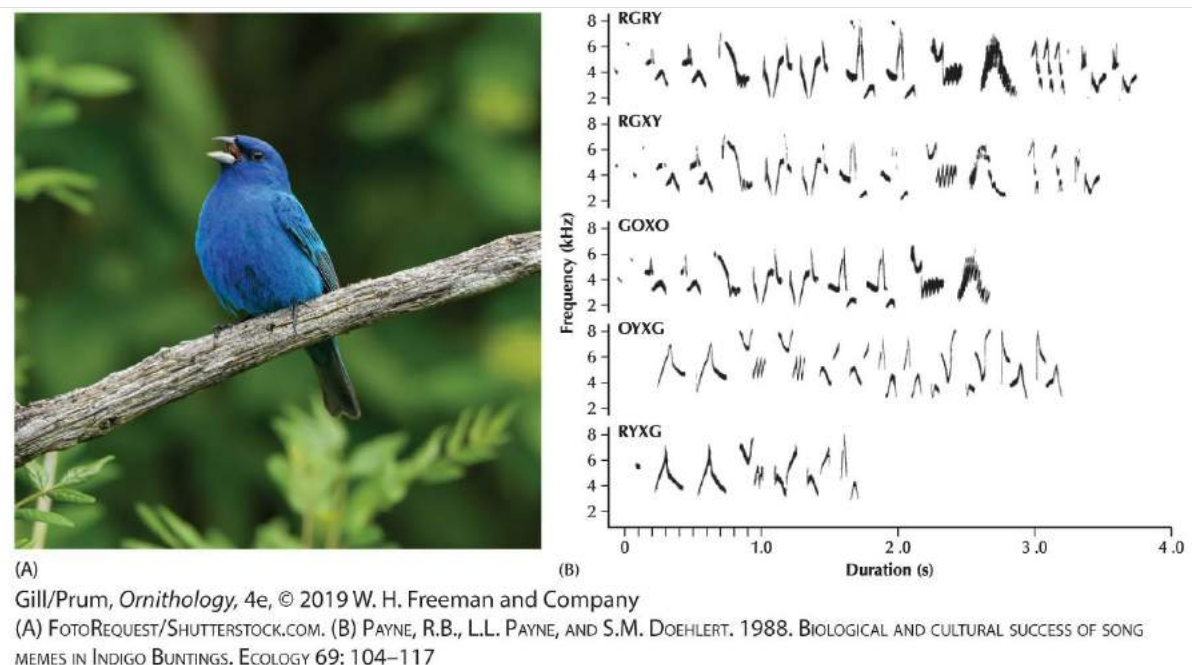 8
RGRY
6
4
2
8
RGXY
6
4
2
8
GOXO
6
4
2
8
OYXG
6
4
2
8
RYXG
6
4
2
Frequency (kHz)
0 1.0 2.0 3.0 4.0
Duration (s)
(A)
(B)
Gill/Prum, Ornithology, 4e, © 2019 W. H. Freeman and Company
(A) FotoRequest/Shutterstock.com. (B) Payne, R.B., L.L. Payne, and S.M. Doehlert. 1988. Biological and cultural success of song
memes in Indigo Buntings. Ecology 69: 104–117